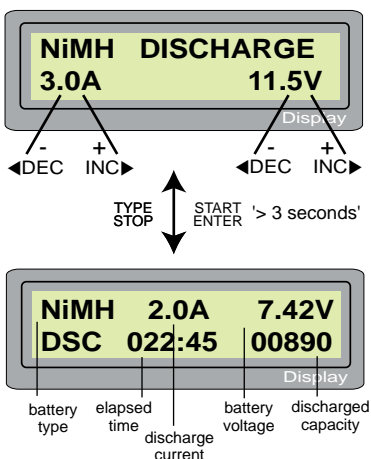 NiMH DISCHARGE
3.0A 11.5V
Display
- + - +
◀DEC INC▶ ◀DEC INC▶
TYPE START
STOP ENTER '> 3 seconds'
NiMH 2.0A 7.42V
DSC 022:45 00890
Display
battery elapsed battery discharged
type time voltage capacity
discharge
current